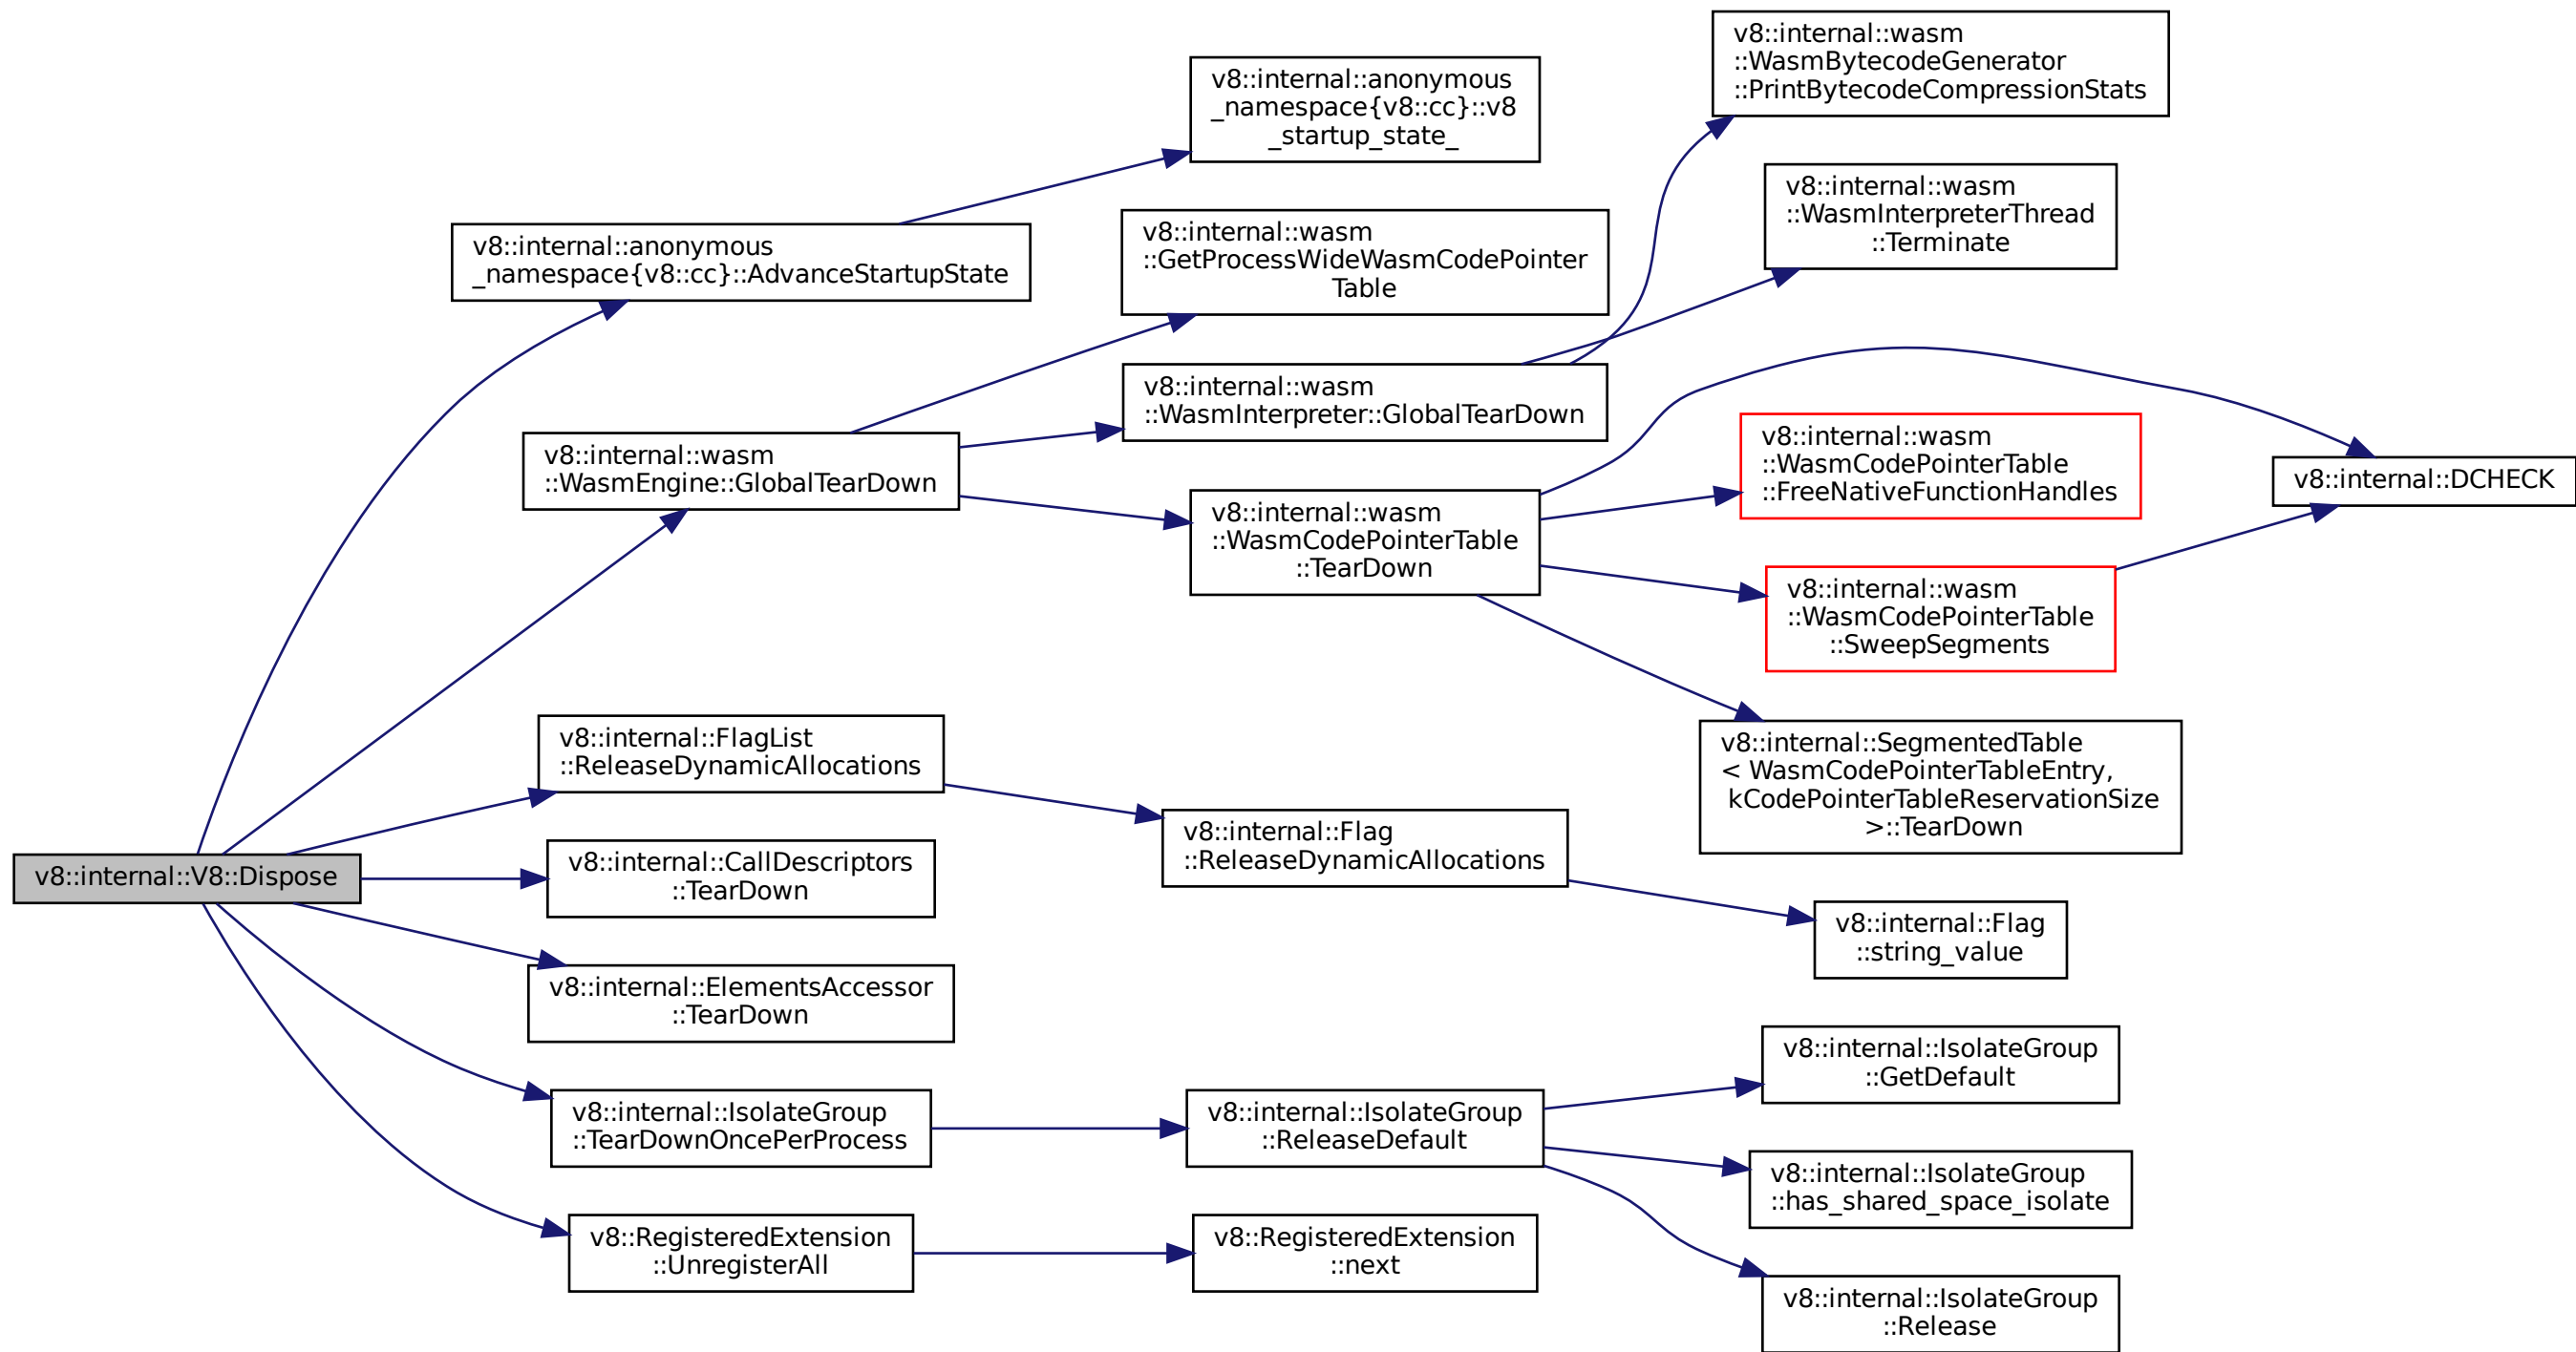 v8::internal::V8::Dispose
v8::internal::anonymous
_namespace{v8::cc}::AdvanceStartupState
v8::internal::anonymous
_namespace{v8::cc}::v8
_startup_state_
v8::internal::wasm
::WasmEngine::GlobalTearDown
v8::internal::wasm
::GetProcessWideWasmCodePointer
Table
v8::internal::wasm
::WasmInterpreter::GlobalTearDown
v8::internal::wasm
::WasmBytecodeGenerator
::PrintBytecodeCompressionStats
v8::internal::wasm
::WasmInterpreterThread
::Terminate
v8::internal::wasm
::WasmCodePointerTable
::TearDown
v8::internal::DCHECK
v8::internal::wasm
::WasmCodePointerTable
::FreeNativeFunctionHandles
v8::internal::wasm
::WasmCodePointerTable
::SweepSegments
v8::internal::SegmentedTable
< WasmCodePointerTableEntry,
kCodePointerTableReservationSize
>::TearDown
v8::internal::FlagList
::ReleaseDynamicAllocations
v8::internal::Flag
::ReleaseDynamicAllocations
v8::internal::Flag
::string_value
v8::internal::CallDescriptors
::TearDown
v8::internal::ElementsAccessor
::TearDown
v8::internal::IsolateGroup
::TearDownOncePerProcess
v8::internal::IsolateGroup
::ReleaseDefault
v8::internal::IsolateGroup
::GetDefault
v8::internal::IsolateGroup
::has_shared_space_isolate
v8::internal::IsolateGroup
::Release
v8::RegisteredExtension
::UnregisterAll
v8::RegisteredExtension
::next